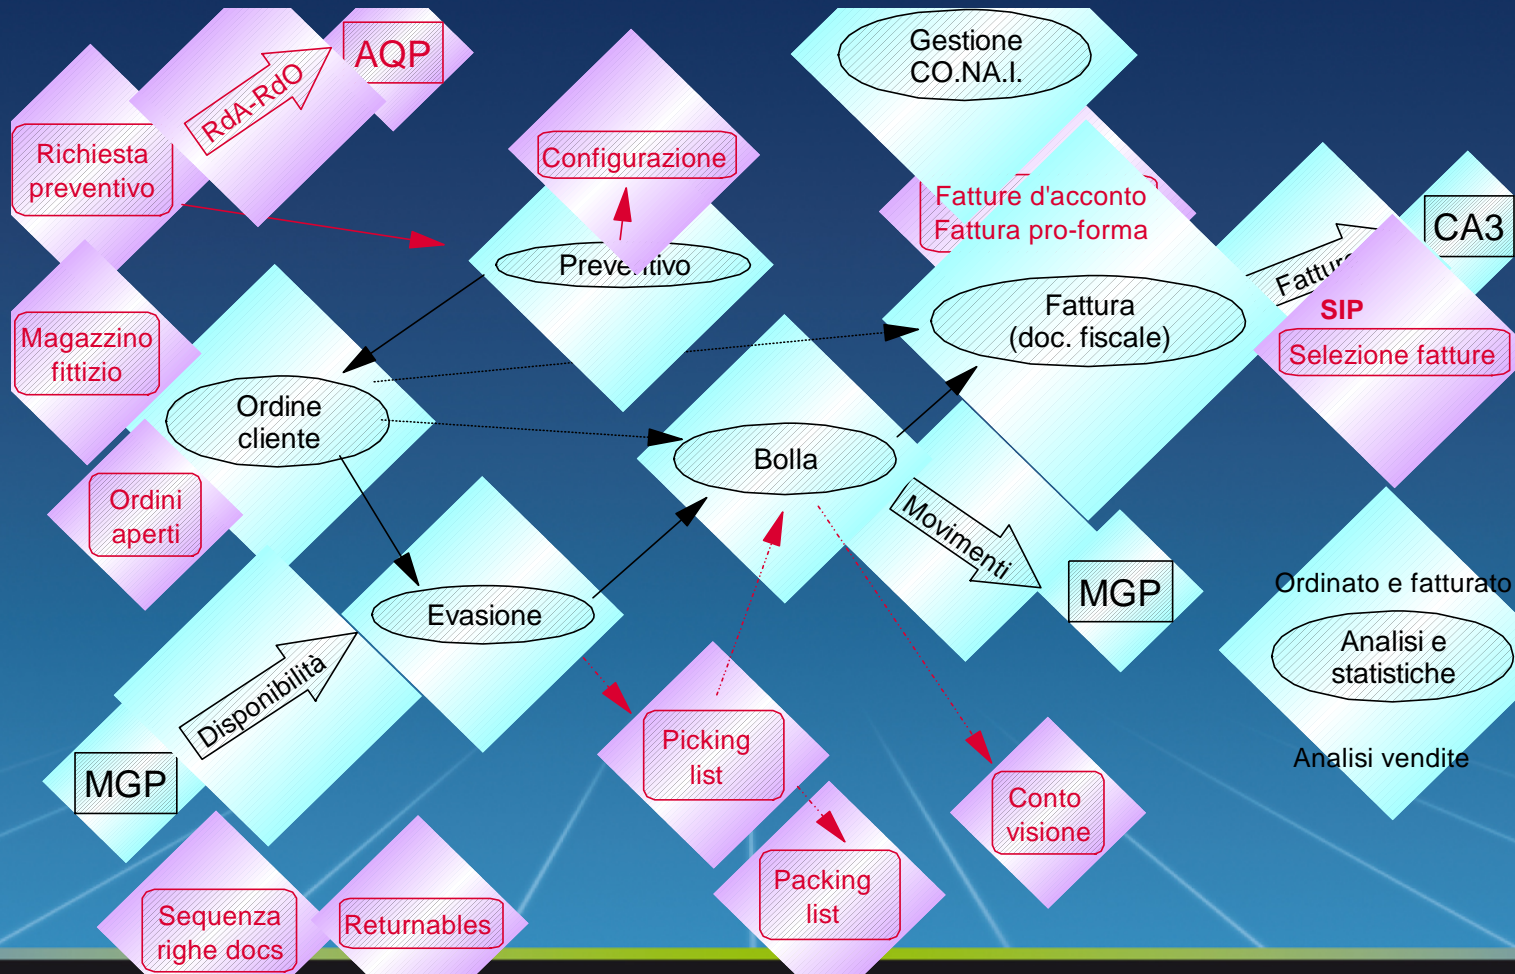 AQP
RdA-RdO
Richiesta
preventivo
Configurazione
Gestione
CO.NA.I.
Fatture d'acconto
Fattura pro-forma
CA3
Preventivo
Fatture
Fattura
(doc. fiscale)
SIP
Selezione fatture
Magazzino
fittizio
Ordine
cliente
Bolla
Ordini
aperti
Movimenti
MGP
Evasione
Ordinato e fatturato
Analisi e
statistiche
Analisi vendite
Disponibilità
MGP
Picking
list
Conto
visione
Packing
list
Sequenza
righe docs
Returnables